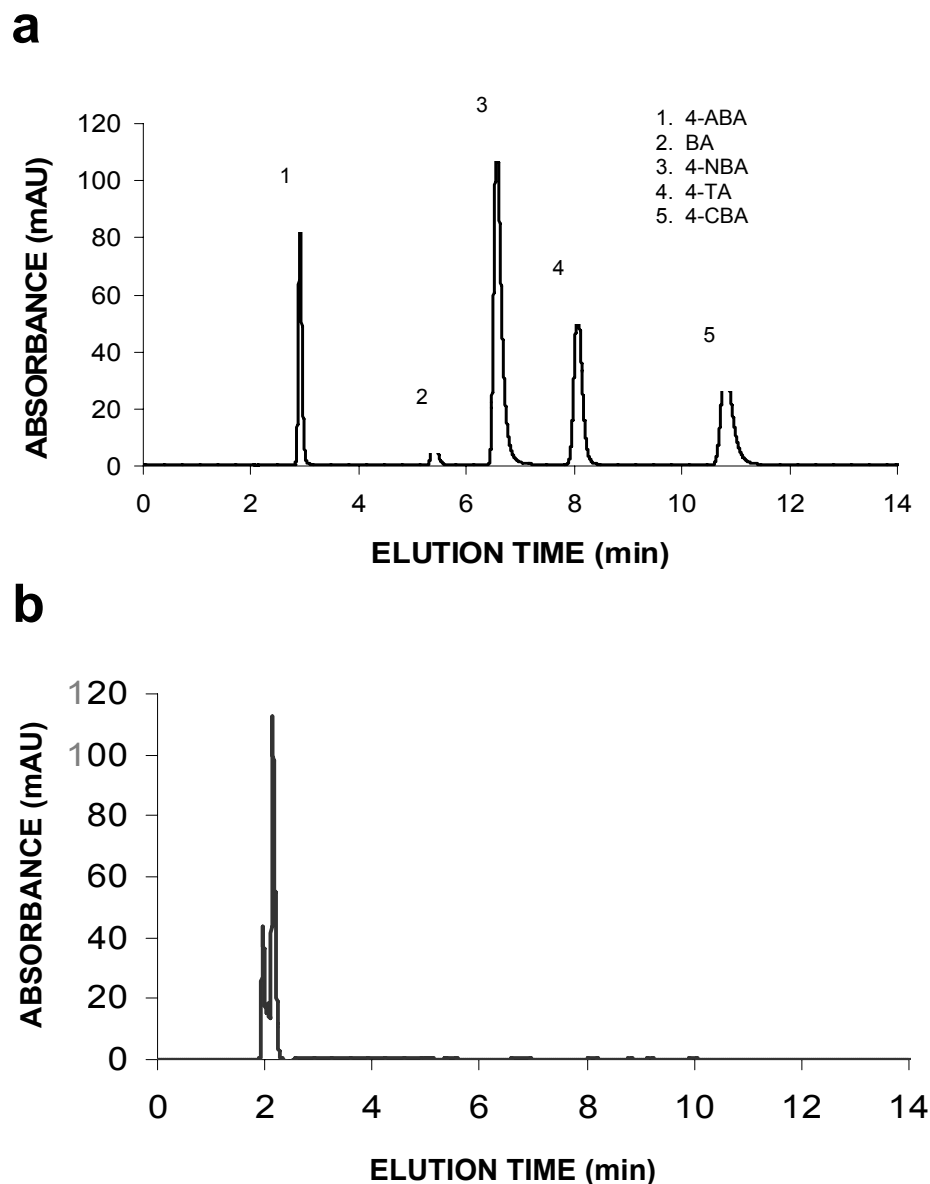 a
3
120
1. 4-ABA
2. BA
3. 4-NBA
4. 4-TA
5. 4-CBA
1
100
80
4
60
5
40
2
20
0
ABSORBANCE (mAU)
0 2 4 6 8 10 12 14
ELUTION TIME (min)
b
120
100
80
60
40
20
0
ABSORBANCE (mAU)
0 2 4 6 8 10 12 14
ELUTION TIME (min)